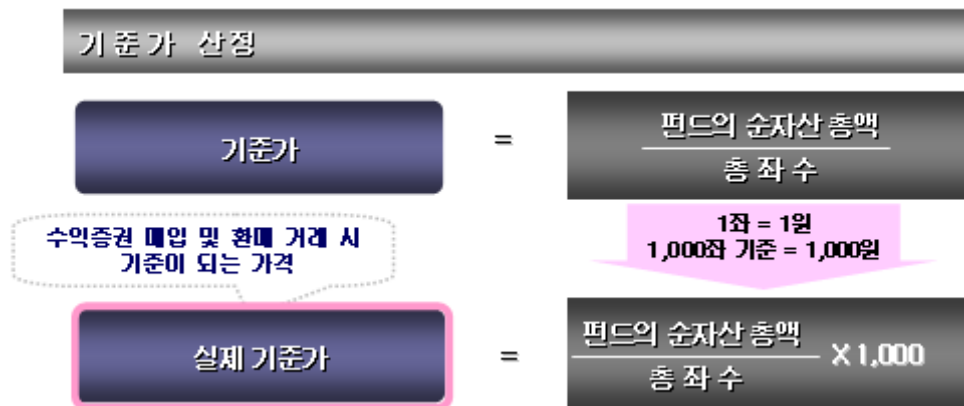 기준가 산정
기준가
=
펀드의 순자산 총액
총 좌 수
수익증권 매입 및 환매 거래 시
기준이 되는 가격
1좌 = 1원
1,000좌 기준 = 1,000원
실제 기준가
=
펀드의 순자산 총액
총 좌 수
X 1,000